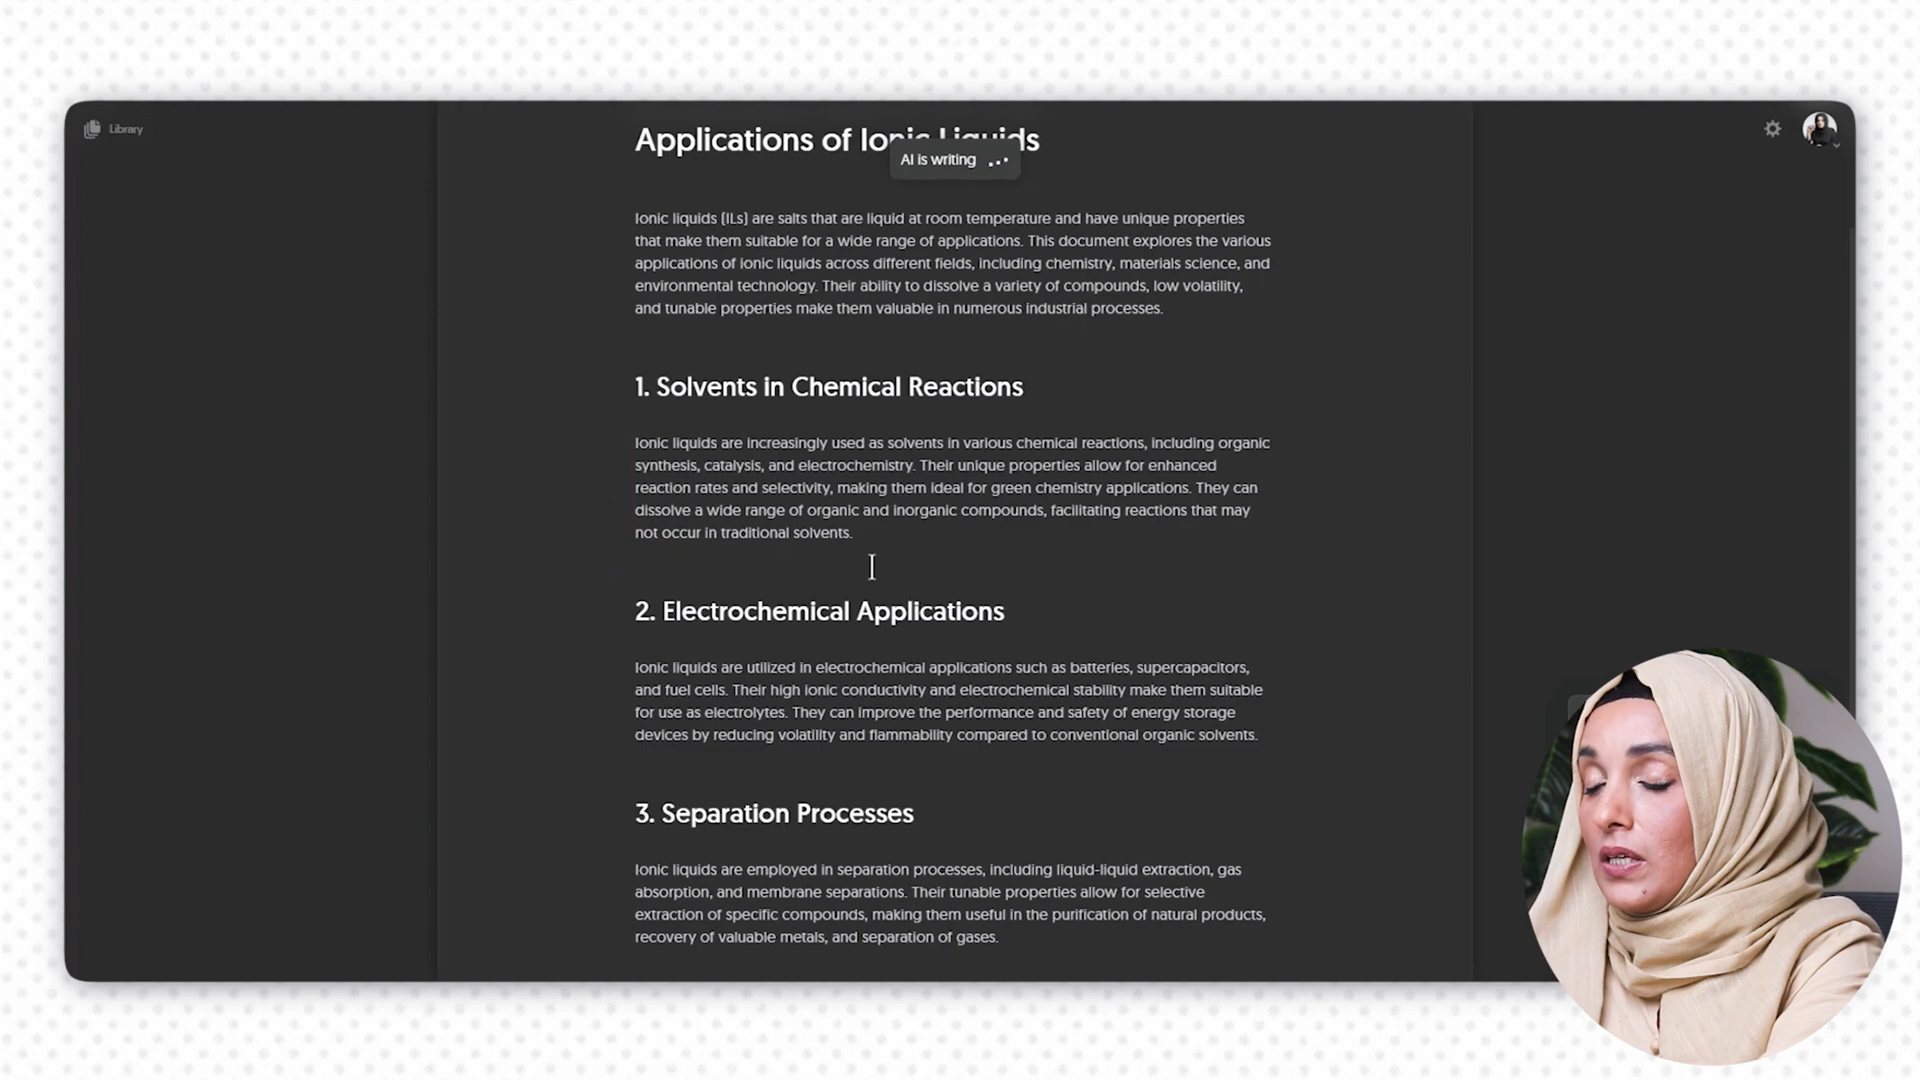 Library
Applications of Ionic Liquids
AI is writing ...
Ionic liquids (ILs) are salts that are liquid at room temperature and have unique properties
that make them suitable for a wide range of applications. This document explores the various
applications of ionic liquids across different fields, including chemistry, materials science, and
environmental technology. Their ability to dissolve a variety of compounds, low volatility,
and tunable properties make them valuable in numerous industrial processes.
1. Solvents in Chemical Reactions
Ionic liquids are increasingly used as solvents in various chemical reactions, including organic
synthesis, catalysis, and electrochemistry. Their unique properties allow for enhanced
reaction rates and selectivity, making them ideal for green chemistry applications. They can
dissolve a wide range of organic and inorganic compounds, facilitating reactions that may
not occur in traditional solvents.
2. Electrochemical Applications
Ionic liquids are utilized in electrochemical applications such as batteries, supercapacitors,
and fuel cells. Their high ionic conductivity and electrochemical stability make them suitable
for use as electrolytes. They can improve the performance and safety of energy storage
devices by reducing volatility and flammability compared to conventional organic solvents.
3. Separation Processes
Ionic liquids are employed in separation processes, including liquid-liquid extraction, gas
absorption, and membrane separations. Their tunable properties allow for selective
extraction of specific compounds, making them useful in the purification of natural products,
recovery of valuable metals, and separation of gases.